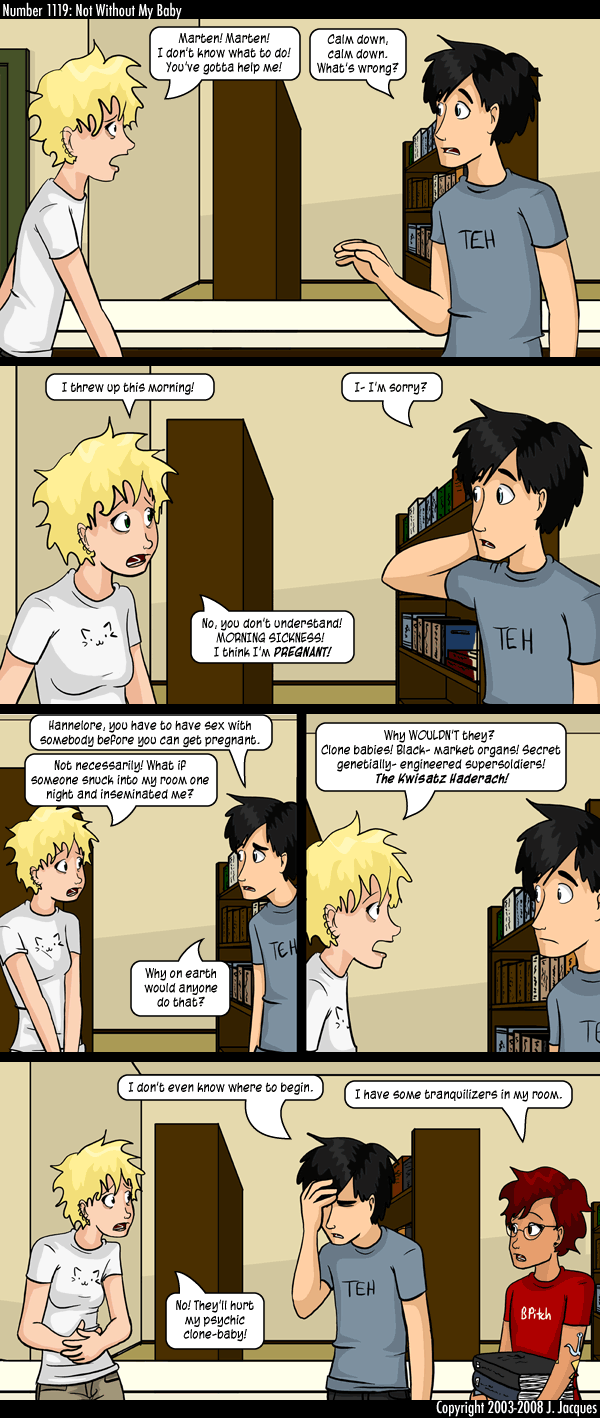 Number 1119: Not Without My Baby
Marten! Marten!
I don't know what to do!
You've gotta help me!
Calm down,
calm down.
What's wrong?
TEH
I threw up this morning!
I- I'm sorry?
No, you don't understand!
MORNING SICKNESS!
I think I'm PREGNANT!
TEH
Hannelore, you have to have sex with
somebody before you can get pregnant.
Not necessarily! What if
someone snuck into my room one
night and inseminated me?
Why on earth
would anyone
do that?
TEH
Why WOULDN'T they?
Clone babies! Black- market organs! Secret
genetially- engineered supersoldiers!
The Kwisatz Haderach!
TE
I don't even know where to begin.
I have some tranquilizers in my room.
No! They'll hurt
my psychic
clone-baby!
TEH
B.Pitch
Copyright 2003-2008 J. Jacques